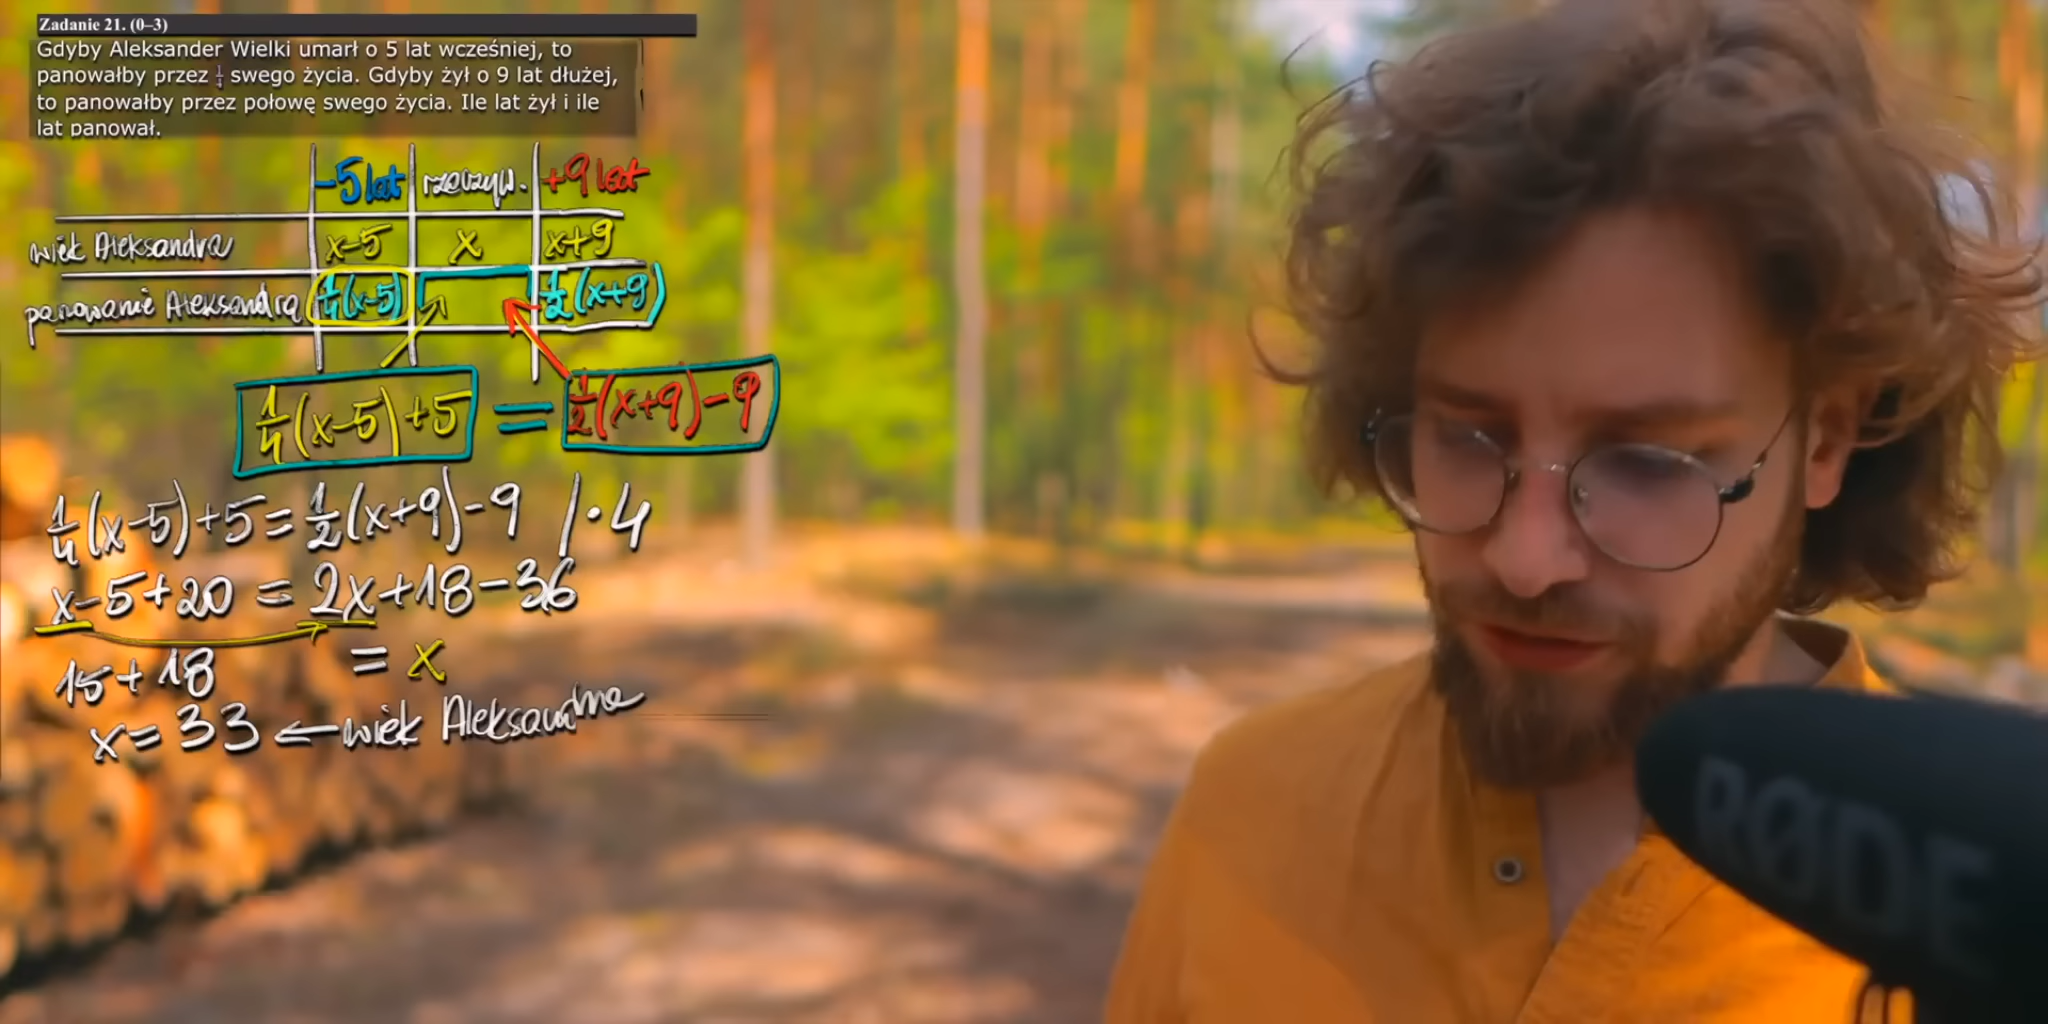 Zadanie 21. (0–3)
Gdyby Aleksander Wielki umarł o 5 lat wcześniej, to
panowałby przez 1/4 swego życia. Gdyby żył o 9 lat dłużej,
to panowałby przez połowę swego życia. Ile lat żył i ile
lat panował.
-5 lat rzeczyw. +9 lat
wiek Aleksandra x-5 x x+9
panowanie Aleksandra 1/4(x-5) 1/2(x+9)
1/4(x-5)+5 = 1/2(x+9)-9
1/4(x-5)+5=1/2(x+9)-9 /·4
x-5+20 = 2x+18-36
15+18 = x
x=33 ← wiek Aleksandra
RØDE